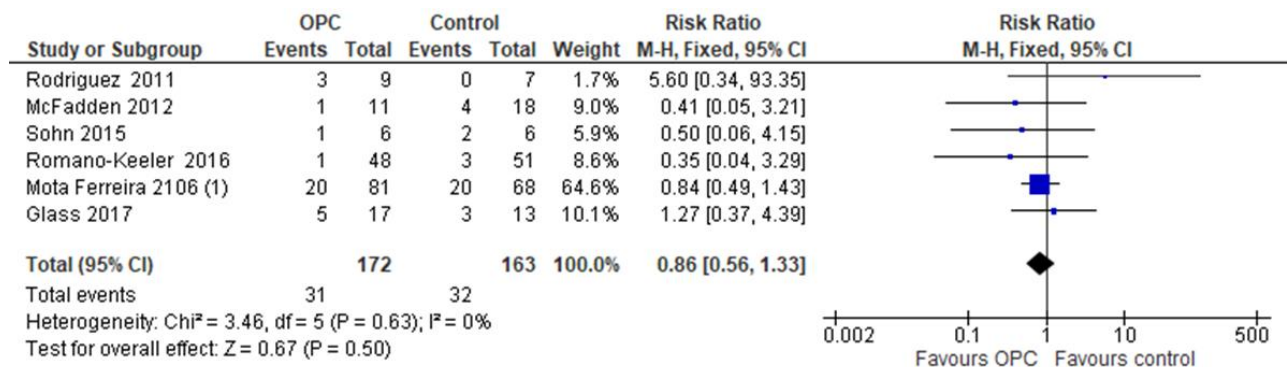 OPC Control Risk Ratio Risk Ratio
Study or Subgroup Events Total Events Total Weight M-H, Fixed, 95% CI M-H, Fixed, 95% CI
Rodriguez 2011 3 9 0 7 1.7% 5.60 [0.34, 93.35]
McFadden 2012 1 11 4 18 9.0% 0.41 [0.05, 3.21]
Sohn 2015 1 6 2 6 5.9% 0.50 [0.06, 4.15]
Romano-Keeler 2016 1 48 3 51 8.6% 0.35 [0.04, 3.29]
Mota Ferreira 2106 (1) 20 81 20 68 64.6% 0.84 [0.49, 1.43]
Glass 2017 5 17 3 13 10.1% 1.27 [0.37, 4.39]
Total (95% CI) 172 163 100.0% 0.86 [0.56, 1.33]
Total events 31 32
Heterogeneity: Chi² = 3.46, df = 5 (P = 0.63); I² = 0%
Test for overall effect: Z = 0.67 (P = 0.50)
0.002 0.1 1 10 500
Favours OPC Favours control